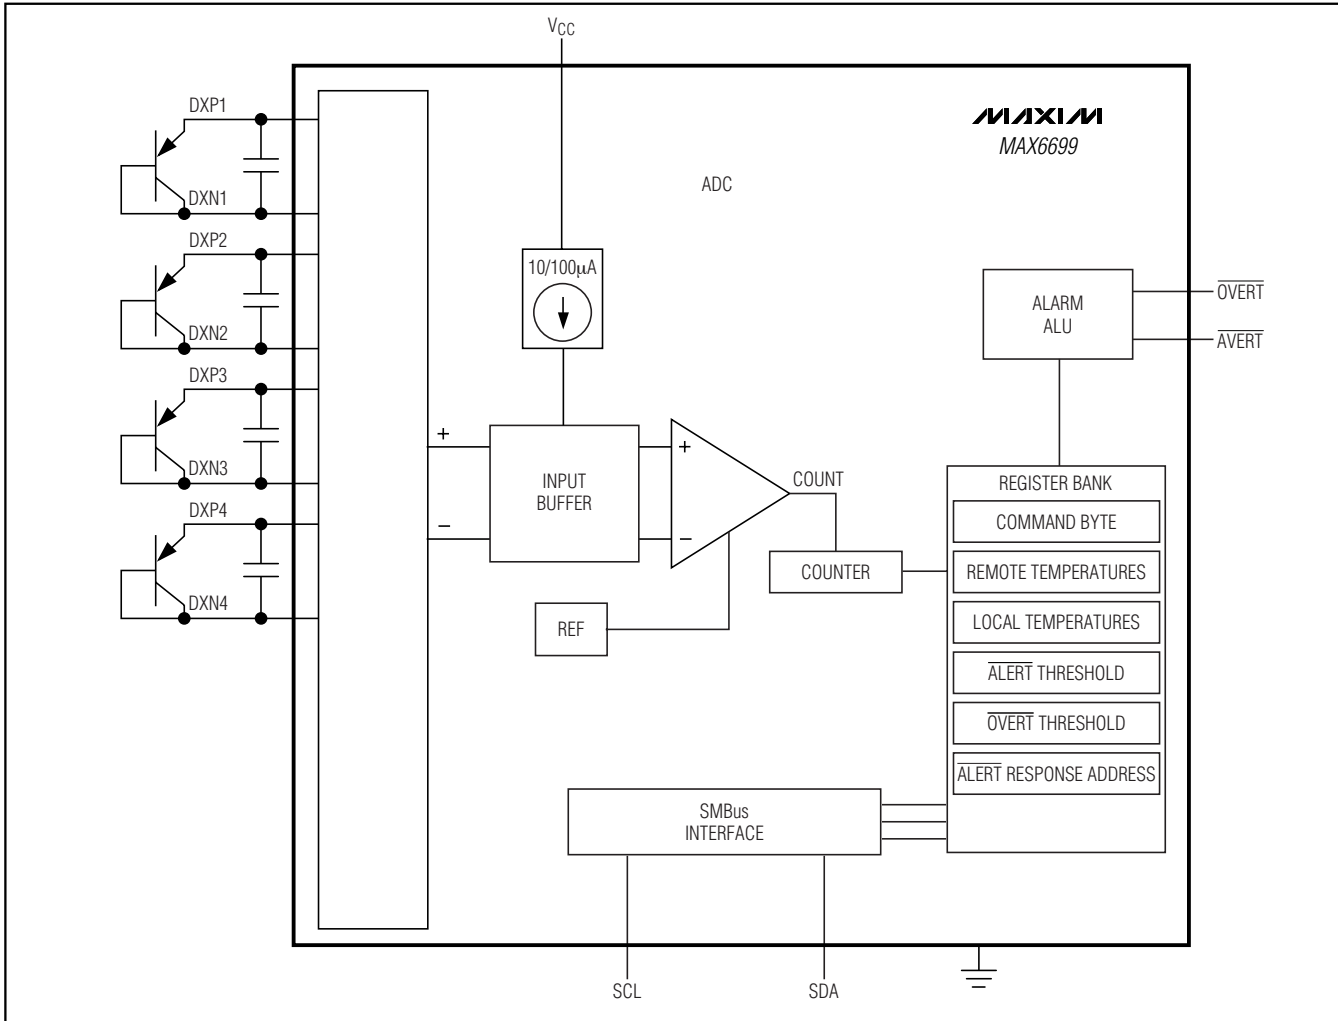 VCC
DXP1
DXN1
DXP2
DXN2
DXP3
DXN3
DXP4
DXN4
MAXIM
MAX6699
ADC
10/100µA
ALARM
ALU
OVERT
AVERT
+
−
INPUT
BUFFER
+
−
COUNT
COUNTER
REF
REGISTER BANK
COMMAND BYTE
REMOTE TEMPERATURES
LOCAL TEMPERATURES
ALERT THRESHOLD
OVERT THRESHOLD
ALERT RESPONSE ADDRESS
SMBus
INTERFACE
SCL
SDA